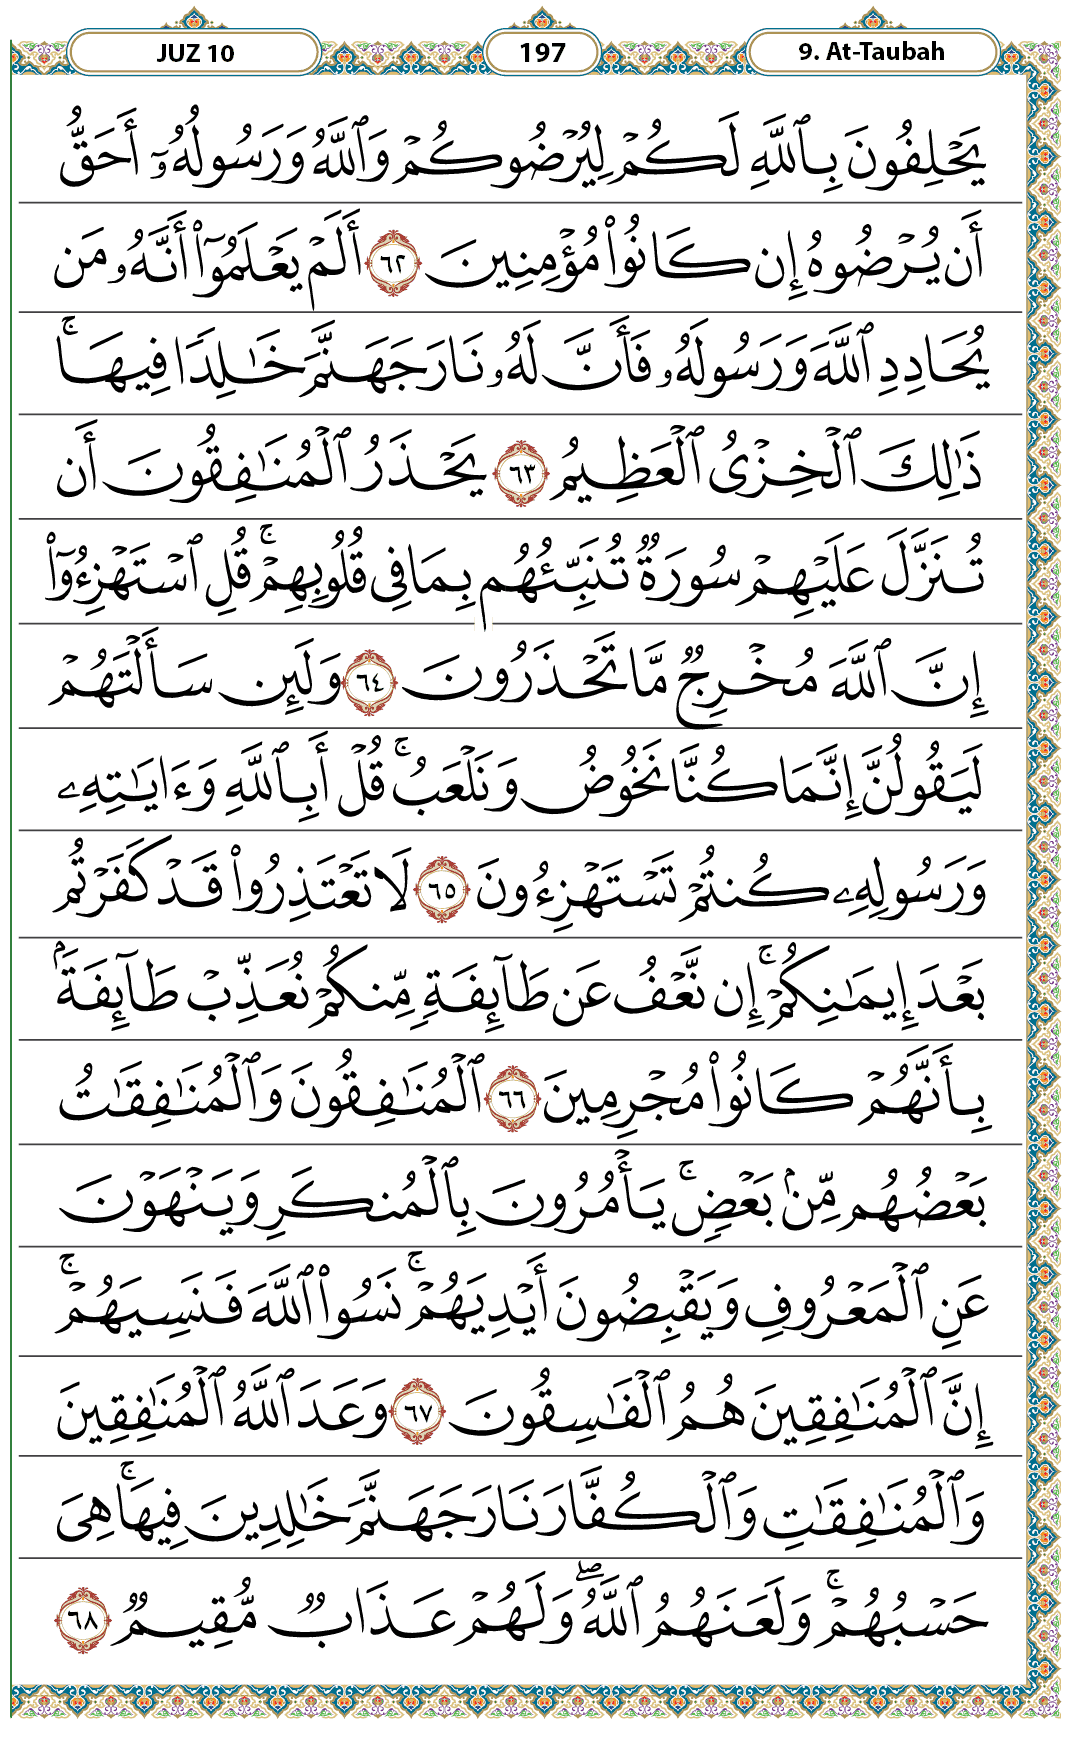 JUZ 10
197
9. At-Taubah
يَحْلِفُونَ بِٱللَّهِ لَكُمْ لِيُرْضُوكُمْ وَٱللَّهُ وَرَسُولُهُۥٓ أَحَقُّ
أَن يُرْضُوهُ إِن كَانُوا۟ مُؤْمِنِينَ ٦٢ أَلَمْ يَعْلَمُوٓا۟ أَنَّهُۥ مَن
يُحَادِدِ ٱللَّهَ وَرَسُولَهُۥ فَأَنَّ لَهُۥ نَارَ جَهَنَّمَ خَٰلِدًا فِيهَا ۚ
ذَٰلِكَ ٱلْخِزْىُ ٱلْعَظِيمُ ٦٣ يَحْذَرُ ٱلْمُنَٰفِقُونَ أَن
تُنَزَّلَ عَلَيْهِمْ سُورَةٌ تُنَبِّئُهُم بِمَا فِى قُلُوبِهِمْ ۚ قُلِ ٱسْتَهْزِءُوٓا۟
إِنَّ ٱللَّهَ مُخْرِجٌ مَّا تَحْذَرُونَ ٦٤ وَلَئِن سَأَلْتَهُمْ
لَيَقُولُنَّ إِنَّمَا كُنَّا نَخُوضُ وَنَلْعَبُ ۚ قُلْ أَبِٱللَّهِ وَءَايَٰتِهِۦ
وَرَسُولِهِۦ كُنتُمْ تَسْتَهْزِءُونَ ٦٥ لَا تَعْتَذِرُوا۟ قَدْ كَفَرْتُم
بَعْدَ إِيمَٰنِكُمْ ۚ إِن نَّعْفُ عَن طَآئِفَةٍ مِّنكُمْ نُعَذِّبْ طَآئِفَةَۢ
بِأَنَّهُمْ كَانُوا۟ مُجْرِمِينَ ٦٦ ٱلْمُنَٰفِقُونَ وَٱلْمُنَٰفِقَٰتُ
بَعْضُهُم مِّنۢ بَعْضٍ ۚ يَأْمُرُونَ بِٱلْمُنكَرِ وَيَنْهَوْنَ
عَنِ ٱلْمَعْرُوفِ وَيَقْبِضُونَ أَيْدِيَهُمْ ۚ نَسُوا۟ ٱللَّهَ فَنَسِيَهُمْ ۚ
إِنَّ ٱلْمُنَٰفِقِينَ هُمُ ٱلْفَٰسِقُونَ ٦٧ وَعَدَ ٱللَّهُ ٱلْمُنَٰفِقِينَ
وَٱلْمُنَٰفِقَٰتِ وَٱلْكُفَّارَ نَارَ جَهَنَّمَ خَٰلِدِينَ فِيهَا ۚ هِىَ
حَسْبُهُمْ ۚ وَلَعَنَهُمُ ٱللَّهُ ۖ وَلَهُمْ عَذَابٌ مُّقِيمٌ ٦٨